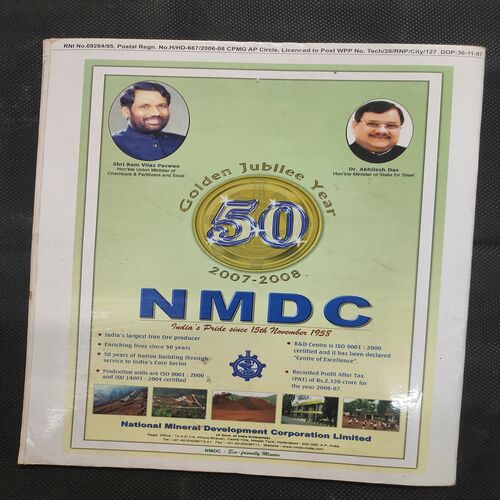 RNI No.69284/95, Postal Regn. No.H/HD-667/2006-08 CPMG AP Circle, Licenced to Post WPP No. Tech/26/RNP/City/127 DOP:30-11-07
Shri Ram Vilas Paswan
Hon'ble Union Minister of
Chemicals & Fertilizers and Steel
Dr. Akhilesh Das
Hon'ble Minister of State for Steel
Golden Jubilee Year
50
2007-2008
NMDC
India's Pride since 15th November 1958
• India's largest Iron Ore producer
• Enriching lives since 50 years
• 50 years of Nation building through
service to India's Core Sector
• Production units are ISO 9001 : 2000
and ISO 14001 : 2004 certified
• R&D Centre is ISO 9001 : 2000
certified and it has been declared
"Centre of Excellence".
• Recorded Profit After Tax
(PAT) of Rs.2,320 crore for
the year 2006-07.
National Mineral Development Corporation Limited
(A Govt. of India Enterprise)
NMDC : Eco-friendly Miners